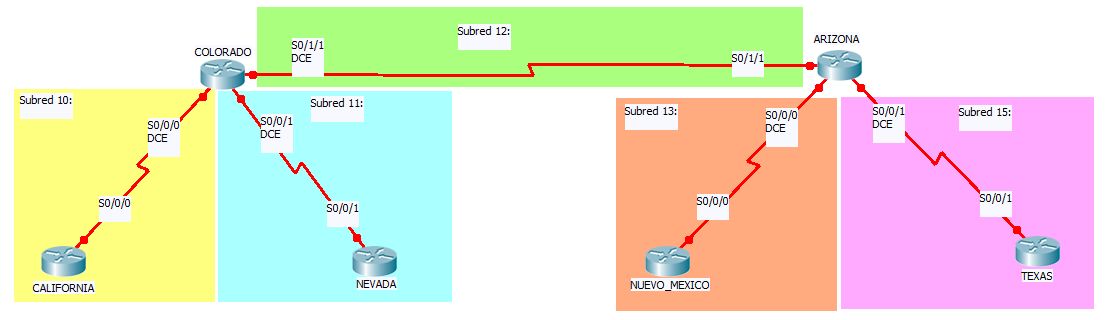 Subred 12:
S0/1/1
DCE
S0/1/1
COLORADO
ARIZONA
Subred 10:
S0/0/0
DCE
S0/0/0
CALIFORNIA
Subred 11:
S0/0/1
DCE
S0/0/1
NEVADA
Subred 13:
S0/0/0
DCE
S0/0/0
NUEVO_MEXICO
Subred 15:
S0/0/1
DCE
S0/0/1
TEXAS